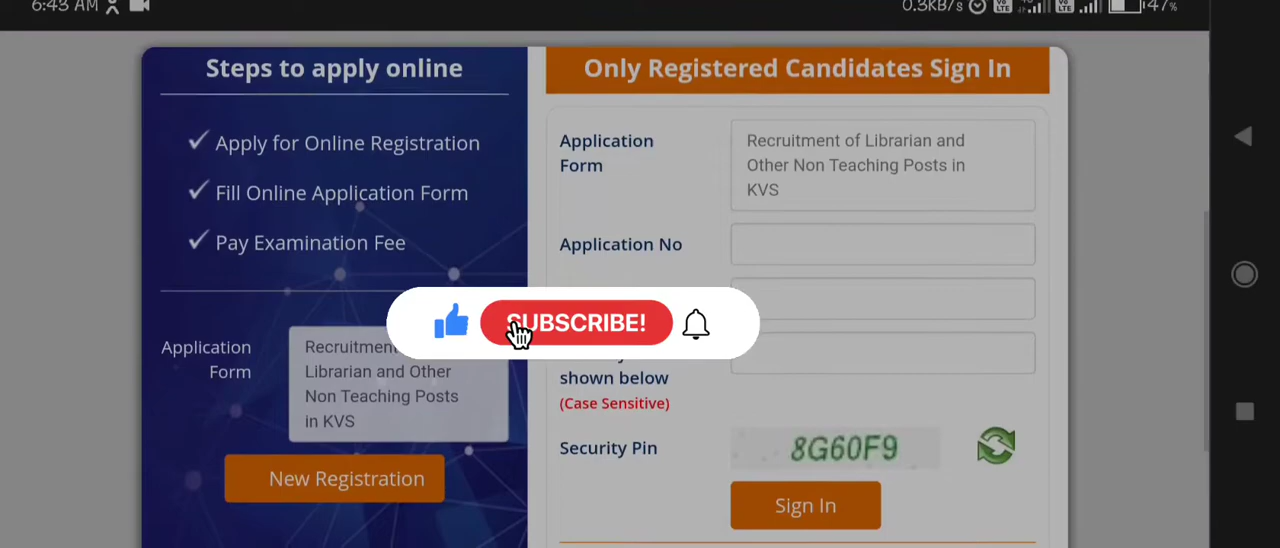 6:43 AM
0.3KB/s
47%
Steps to apply online
Apply for Online Registration
Fill Online Application Form
Pay Examination Fee
Application Form
Recruitment
Librarian and Other
Non Teaching Posts
in KVS
New Registration
Only Registered Candidates Sign In
Application Form
Recruitment of Librarian and
Other Non Teaching Posts in
KVS
Application No
SUBSCRIBE!
shown below
(Case Sensitive)
Security Pin
8G60F9
Sign In